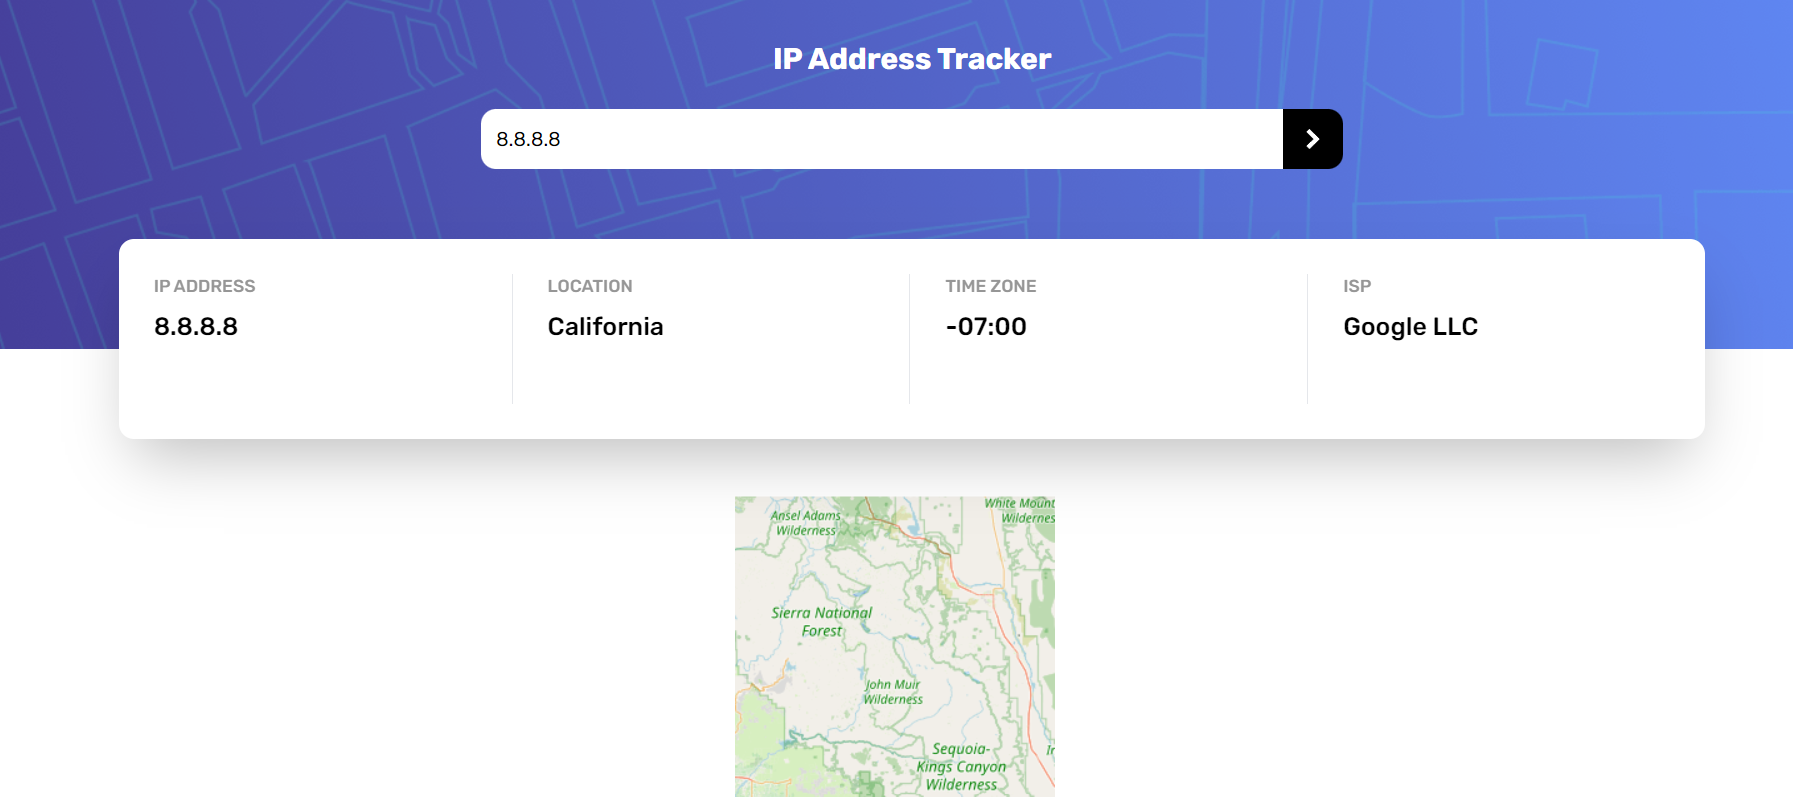 IP Address Tracker
8.8.8.8
IP ADDRESS
8.8.8.8
LOCATION
California
TIME ZONE
-07:00
ISP
Google LLC
Ansel Adams
Wilderness
White Mount
Wildernes
Sierra National
Forest
John Muir
Wilderness
Sequoia-
Kings Canyon
Wilderness